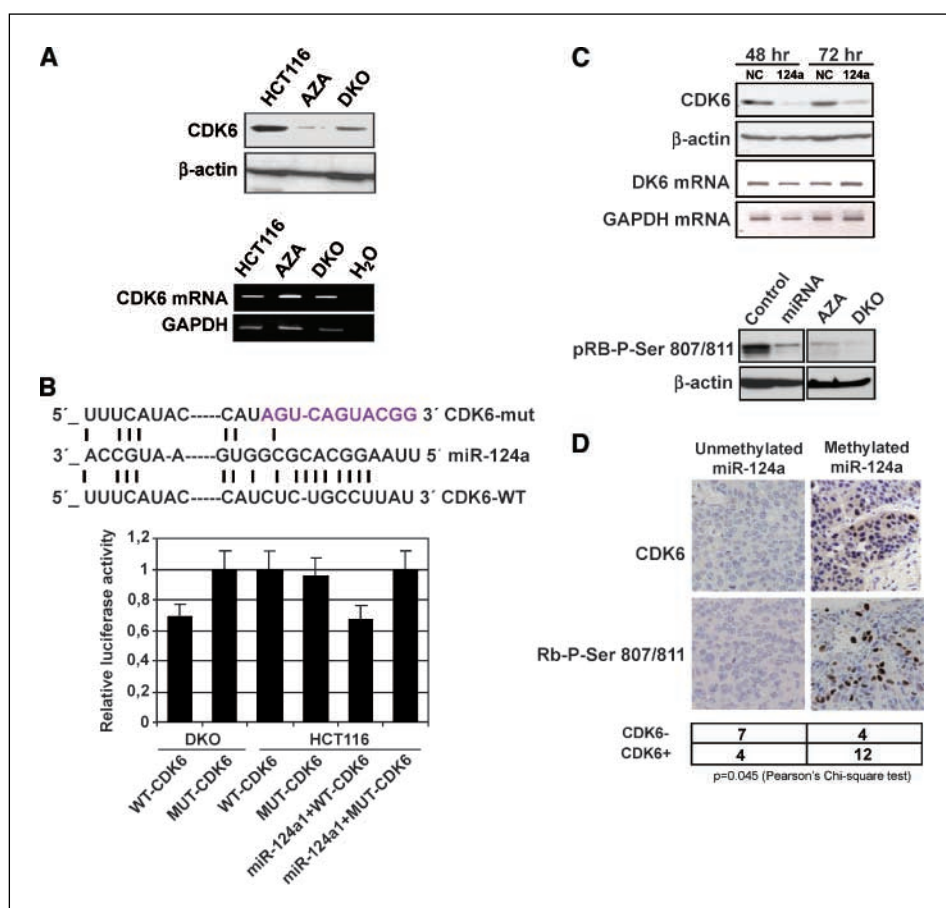 A
HCT116 AZA DKO
CDK6
β-actin
HCT116 AZA DKO H₂O
CDK6 mRNA
GAPDH
B
5´_ UUUCAUAC-----CAUAGU-CAGUACGG 3´ CDK6-mut
3´_ ACCGUA-A----GUGGCGCACGGAAUU 5´ miR-124a
5´_ UUUCAUAC-----CAUCUC-UGCCUUAU 3´ CDK6-WT
Relative luciferase activity
1,2
1
0,8
0,6
0,4
0,2
0
WT-CDK6 MUT-CDK6 WT-CDK6 MUT-CDK6 miR-124a1+WT-CDK6 miR-124a1+MUT-CDK6
DKO HCT116
C
48 hr 72 hr
NC 124a NC 124a
CDK6
β-actin
DK6 mRNA
GAPDH mRNA
Control miRNA AZA DKO
pRB-P-Ser 807/811
β-actin
D
Unmethylated miR-124a
Methylated miR-124a
CDK6
Rb-P-Ser 807/811
CDK6- 7 4
CDK6+ 4 12
p=0.045 (Pearson's Chi-square test)